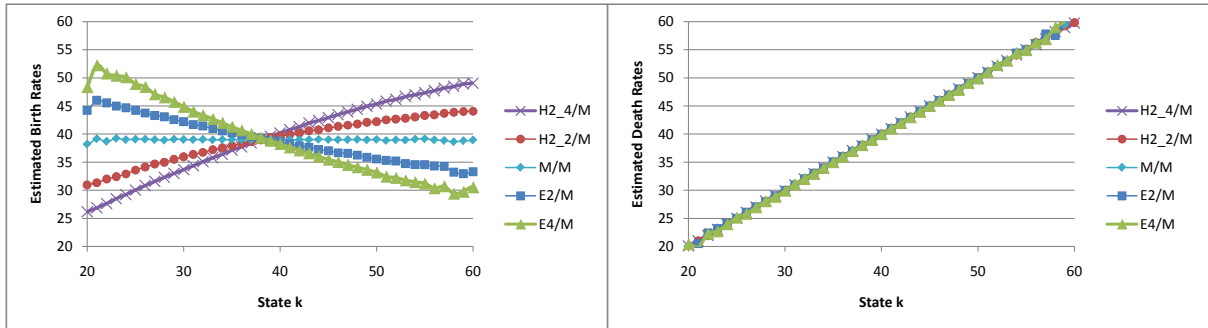 Estimated Birth Rates
60
55
50
45
40
35
30
25
20
20 30 40 50 60
State k
H2_4/M
H2_2/M
M/M
E2/M
E4/M
Estimated Death Rates
60
55
50
45
40
35
30
25
20
20 30 40 50 60
State k
H2_4/M
H2_2/M
M/M
E2/M
E4/M